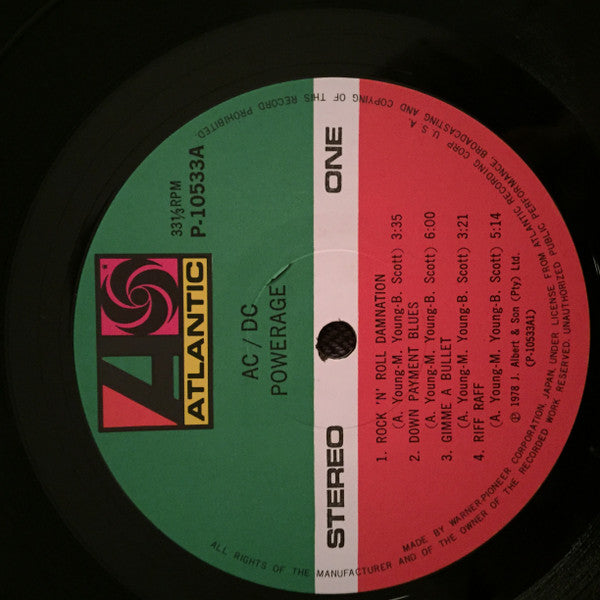 ATLANTIC
33⅓RPM
P-10533A
AC/DC
POWERAGE
STEREO
ONE
1. ROCK 'N' ROLL DAMNATION
(A. Young-M. Young-B. Scott) 3:35
2. DOWN PAYMENT BLUES
(A. Young-M. Young-B. Scott) 6:00
3. GIMME A BULLET
(A. Young-M. Young-B. Scott) 3:21
4. RIFF RAFF
(A. Young-M. Young-B. Scott) 5:14
℗ 1978 J. Albert & Son (Pty) Ltd.
(P-10533A1)
MADE BY WARNER-PIONEER CORPORATION, JAPAN, UNDER LICENSE FROM ATLANTIC RECORDING CORP. U.S.A.
ALL RIGHTS OF THE MANUFACTURER AND OF THE OWNER OF THE RECORDED WORK RESERVED. UNAUTHORIZED PUBLIC PERFORMANCE, BROADCASTING AND COPYING OF THIS RECORD PROHIBITED.